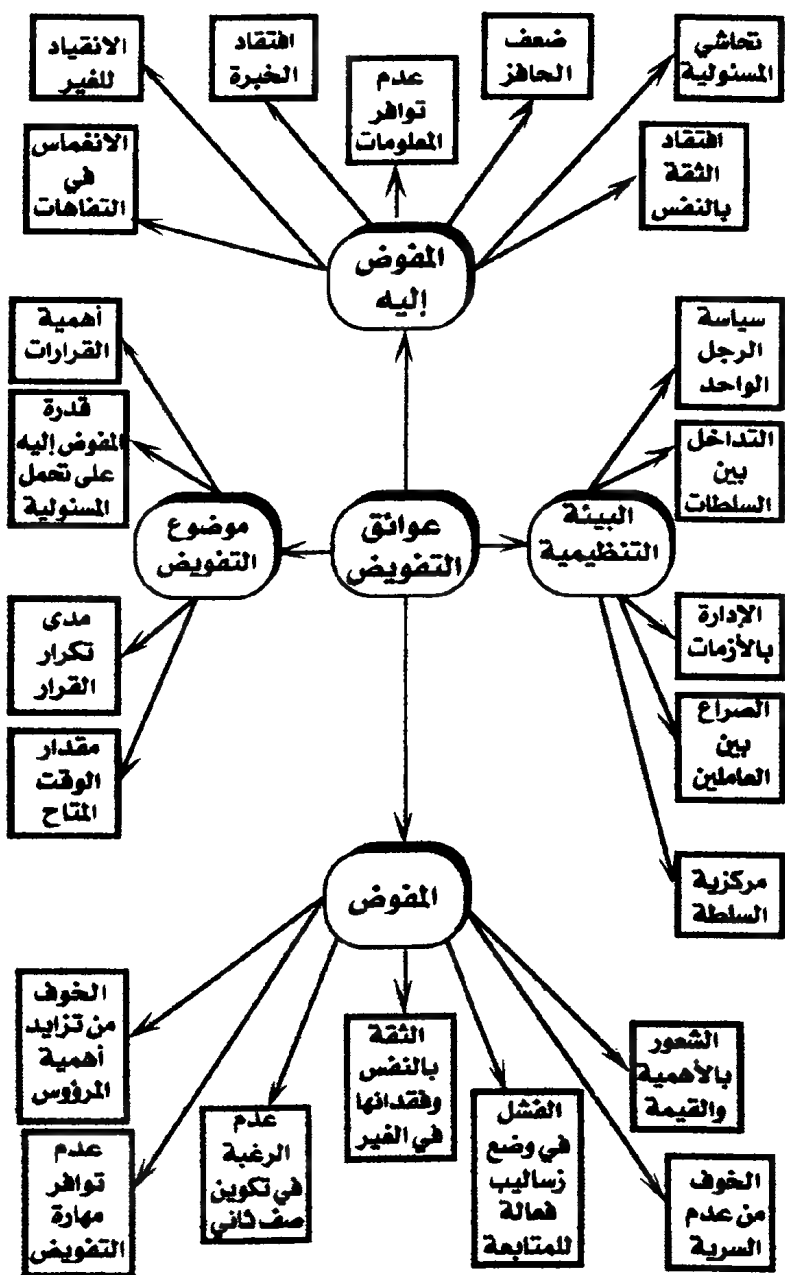 تحاشي
المسئولية
ضعف
الحافز
عدم
توافر
المعلومات
افتقاد
الخبرة
الانقياد
للغير
افتقاد
الثقة
بالنفس
الانغماس
في
التفاهات
المفوض
إليه
سياسة
الرجل
الواحد
التداخل
بين
السلطات
البيئة
التنظيمية
الإدارة
بالأزمات
الصراع
بين
العاملين
مركزية
السلطة
عوائق
التفويض
موضوع
التفويض
أهمية
القرارات
قدرة
المفوض إليه
على تحمل
المسئولية
مدى
تكرار
القرار
مقدار
الوقت
المتاح
المفوض
الشعور
بالأهمية
والقيمة
الخوف
من عدم
السرية
الفشل
في وضع
زساليب
فعالة
للمتابعة
الثقة
بالنفس
وفقدانها
في الغير
عدم
الرغبة
في تكوين
صف ثاني
الخوف
من تزايد
أهمية
المرؤوس
عدم
توافر
مهارة
التفويض